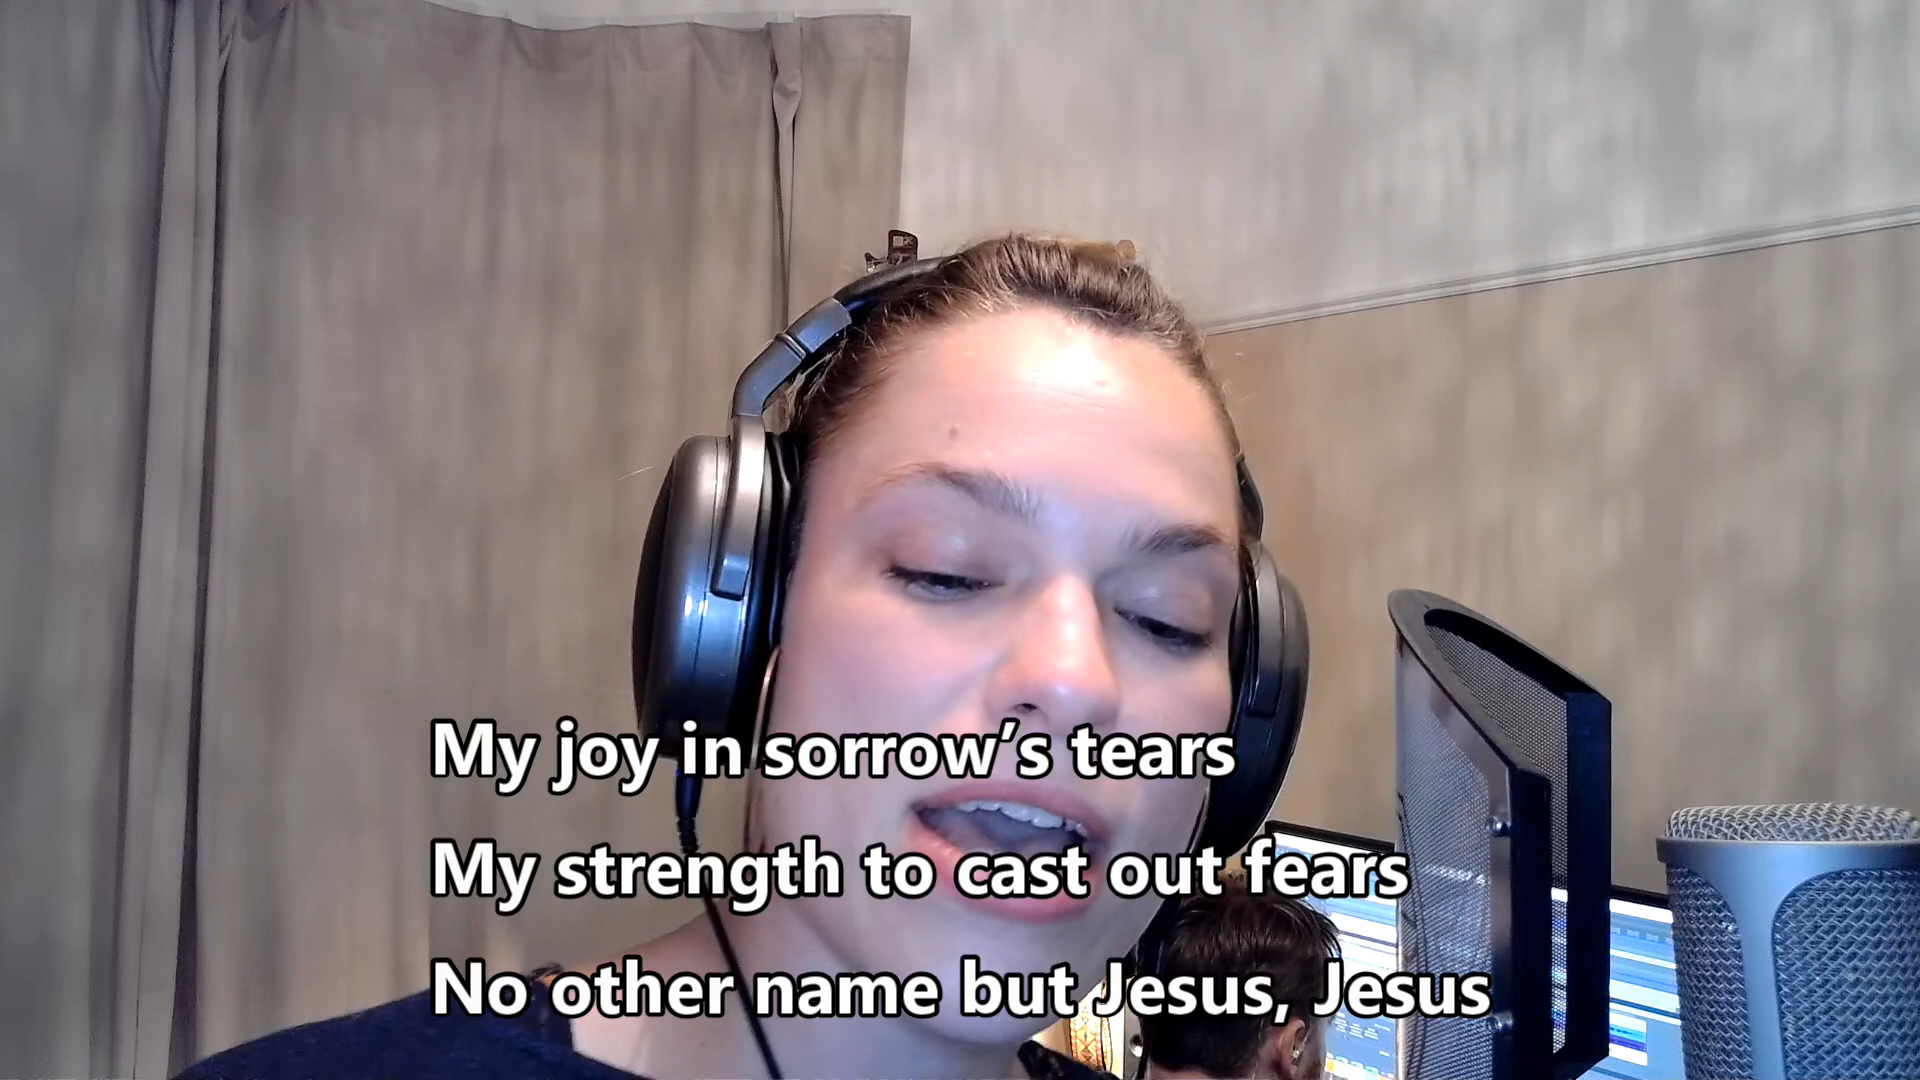 My joy in sorrow’s tears
My strength to cast out fears
No other name but Jesus, Jesus